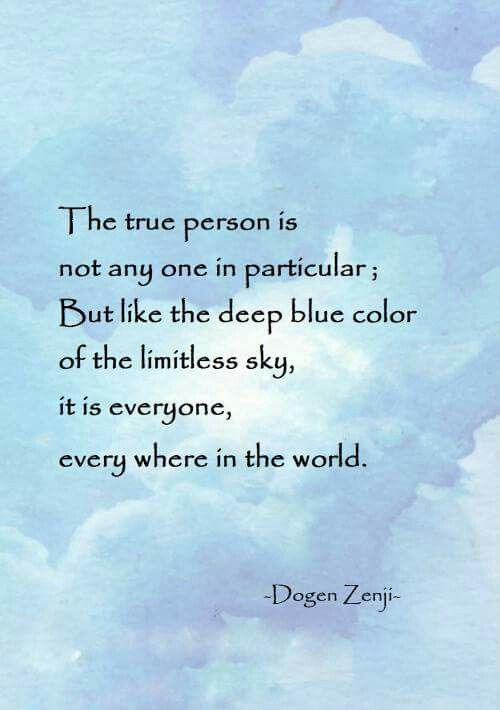 The true person is
not any one in particular ;
But like the deep blue color
of the limitless sky,
it is everyone,
every where in the world.
-Dogen Zenji-